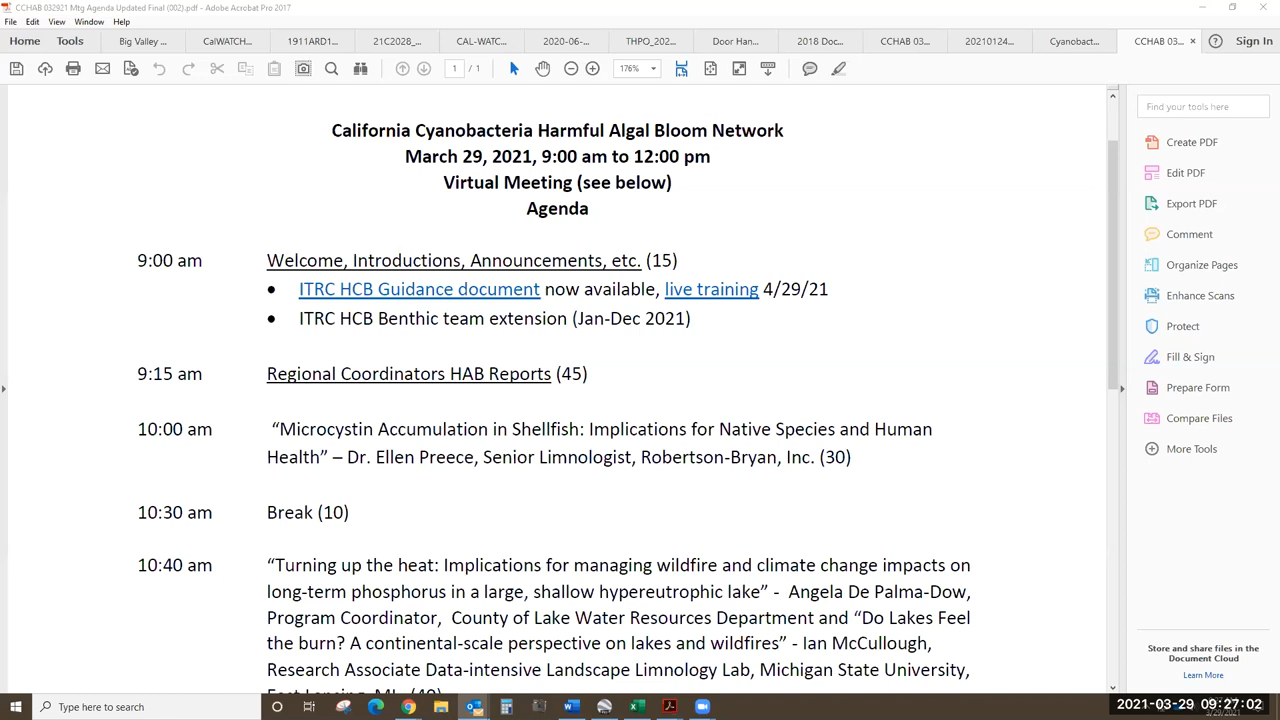 CCHAB 032921 Mtg Agenda Updated Final (002).pdf - Adobe Acrobat Pro 2017
File Edit View Window Help
Home Tools Big Valley ... CalWATCH... 1911ARD1... 21C2028_... CAL-WATC... 2020-06-... THPO_202... Door Han... 2018 Doc... CCHAB 03... 20210124... Cyanobact... CCHAB 03... × Sign In
1 / 1 176%
California Cyanobacteria Harmful Algal Bloom Network
March 29, 2021, 9:00 am to 12:00 pm
Virtual Meeting (see below)
Agenda
9:00 am Welcome, Introductions, Announcements, etc. (15)
• ITRC HCB Guidance document now available, live training 4/29/21
• ITRC HCB Benthic team extension (Jan-Dec 2021)
9:15 am Regional Coordinators HAB Reports (45)
10:00 am “Microcystin Accumulation in Shellfish: Implications for Native Species and Human
Health” – Dr. Ellen Preece, Senior Limnologist, Robertson-Bryan, Inc. (30)
10:30 am Break (10)
10:40 am “Turning up the heat: Implications for managing wildfire and climate change impacts on
long-term phosphorus in a large, shallow hypereutrophic lake” - Angela De Palma-Dow,
Program Coordinator, County of Lake Water Resources Department and “Do Lakes Feel
the burn? A continental-scale perspective on lakes and wildfires” - Ian McCullough,
Research Associate Data-intensive Landscape Limnology Lab, Michigan State University,
East Lansing, MI. (40)
Find your tools here
Create PDF
Edit PDF
Export PDF
Comment
Organize Pages
Enhance Scans
Protect
Fill & Sign
Prepare Form
Compare Files
More Tools
Store and share files in the
Document Cloud
Learn More
Type here to search
2021-03-29 09:27:02